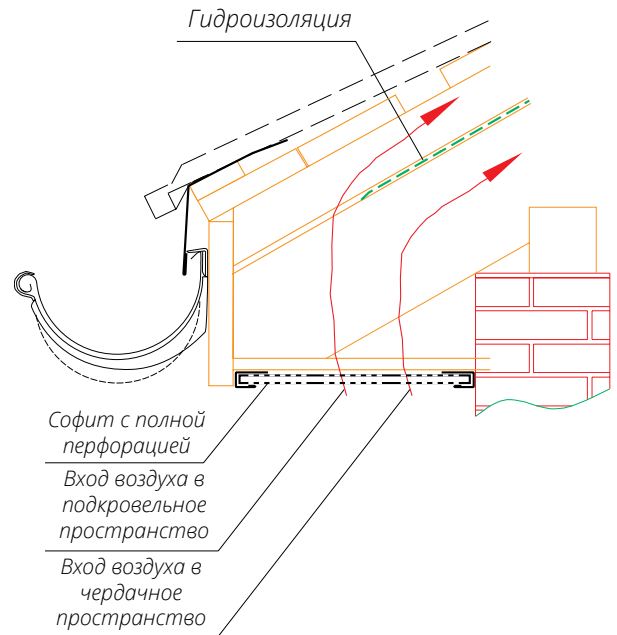 Гидроизоляция
Софит с полной
перфорацией
Вход воздуха в
подкровельное
пространство
Вход воздуха в
чердачное
пространство